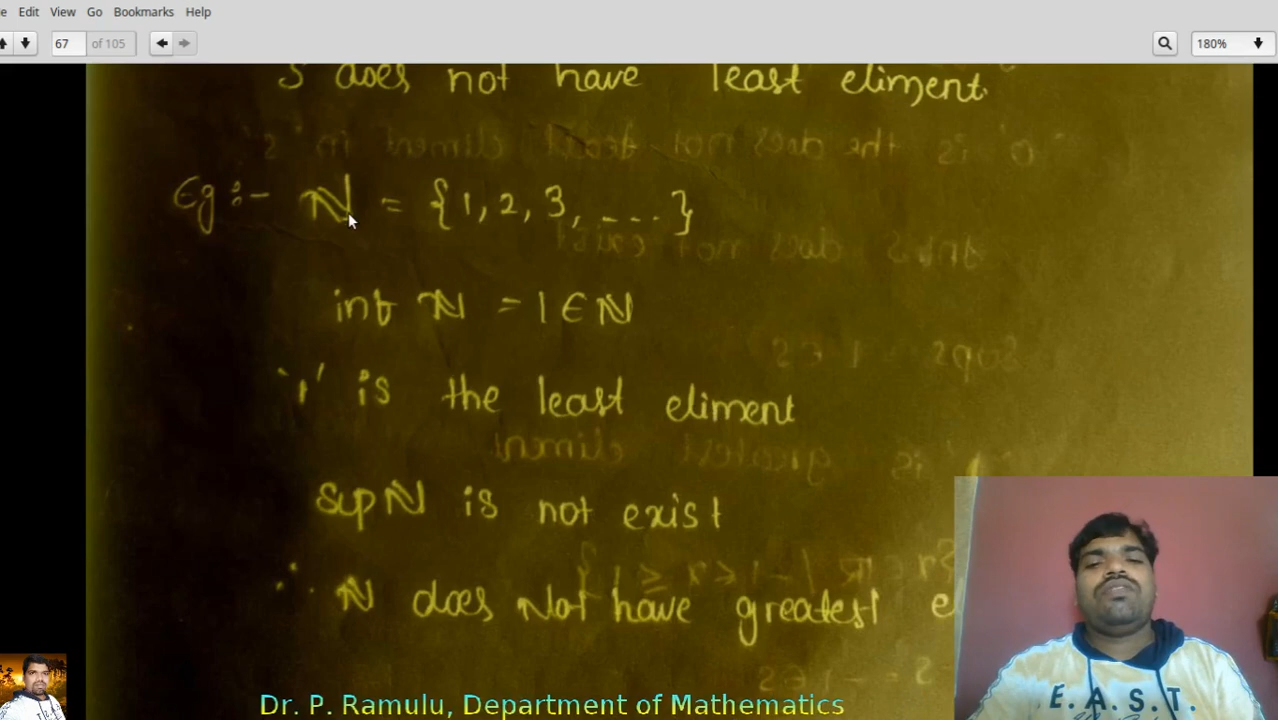 Edit View Go Bookmarks Help
67 of 105 180%
S does not have least eliment.
Eg :- ℕ = {1, 2, 3, ....}
int ℕ = 1 ∈ ℕ
'1' is the least eliment
sup ℕ is not exist
∴ ℕ does Not have greatest
E.A.S.T.
Dr. P. Ramulu, Department of Mathematics